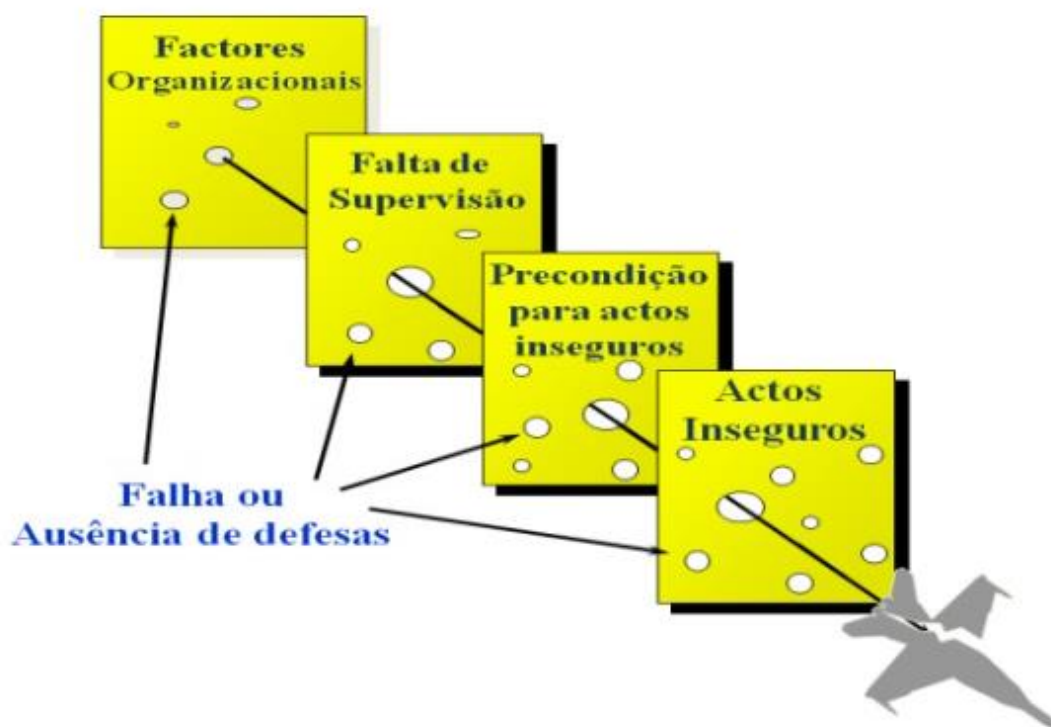 Factores
Organizacionais
Falta de
Supervisão
Precondição
para actos
inseguros
Actos
Inseguros
Falha ou
Ausência de defesas